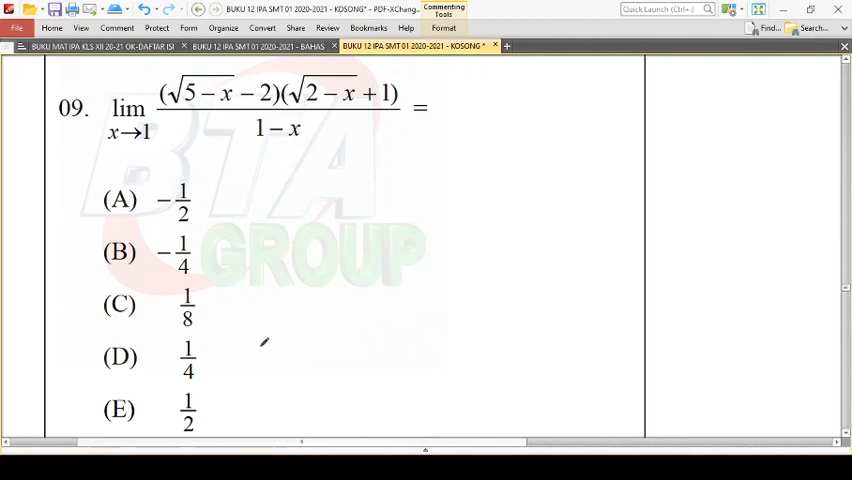 Commenting Tools
BUKU 12 IPA SMT 01 2020-2021 - KOSONG* - PDF-XChang...
Quick Launch (Ctrl+.)
File Home View Comment Protect Form Organize Convert Share Review Bookmarks Help Format Find... Search...
BUKU MAT IPA KLS XII 20-21 OK-DAFTAR ISI × BUKU 12 IPA SMT 01 2020-2021 - BAHAS × BUKU 12 IPA SMT 01 2020-2021 - KOSONG * × +
09. lim x→1 (√5 − x − 2)(√2 − x + 1) / 1 − x =
(A) − 1/2
(B) − 1/4
(C) 1/8
(D) 1/4
(E) 1/2
BTA
GROUP